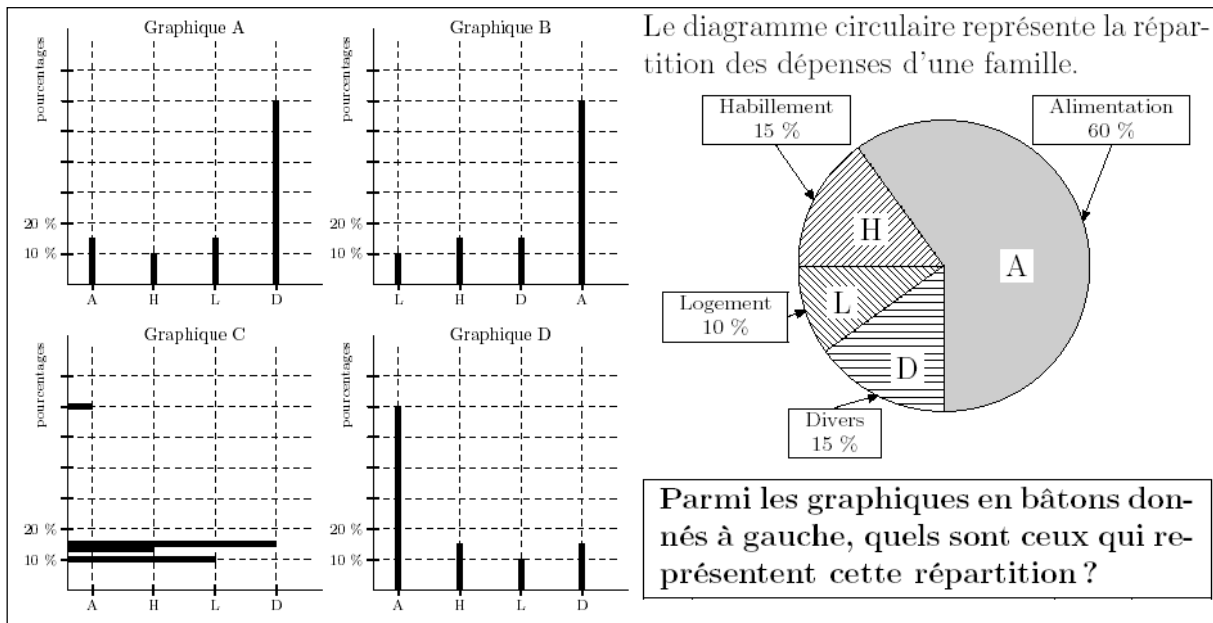 Graphique A
pourcentages
20 %
10 %
A H L D
Graphique B
pourcentages
20 %
10 %
L H D A
Graphique C
pourcentages
20 %
10 %
A H L D
Graphique D
pourcentages
20 %
10 %
A H L D
Le diagramme circulaire représente la répar-
tition des dépenses d'une famille.
Habillement
15 %
Alimentation
60 %
H
A
Logement
10 %
L
D
Divers
15 %
Parmi les graphiques en bâtons don-
nés à gauche, quels sont ceux qui re-
présentent cette répartition ?